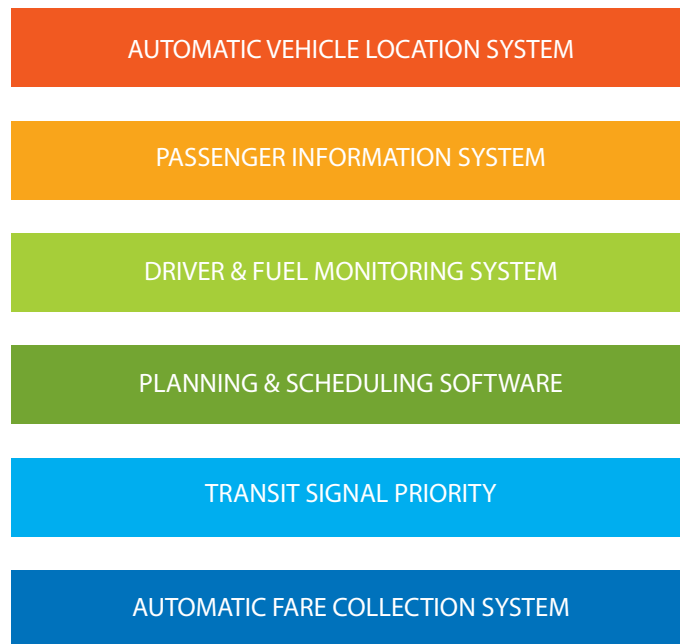 AUTOMATIC VEHICLE LOCATION SYSTEM
PASSENGER INFORMATION SYSTEM
DRIVER & FUEL MONITORING SYSTEM
PLANNING & SCHEDULING SOFTWARE
TRANSIT SIGNAL PRIORITY
AUTOMATIC FARE COLLECTION SYSTEM